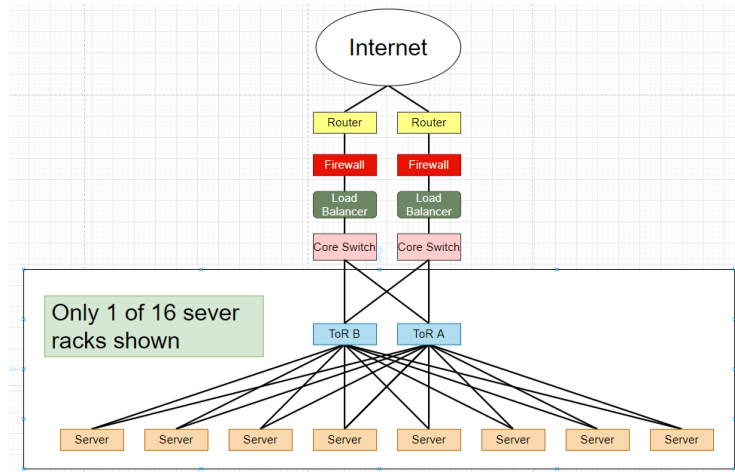 Internet
Router
Router
Firewall
Firewall
Load
Balancer
Load
Balancer
Core Switch
Core Switch
Only 1 of 16 sever
racks shown
ToR B
ToR A
Server
Server
Server
Server
Server
Server
Server
Server